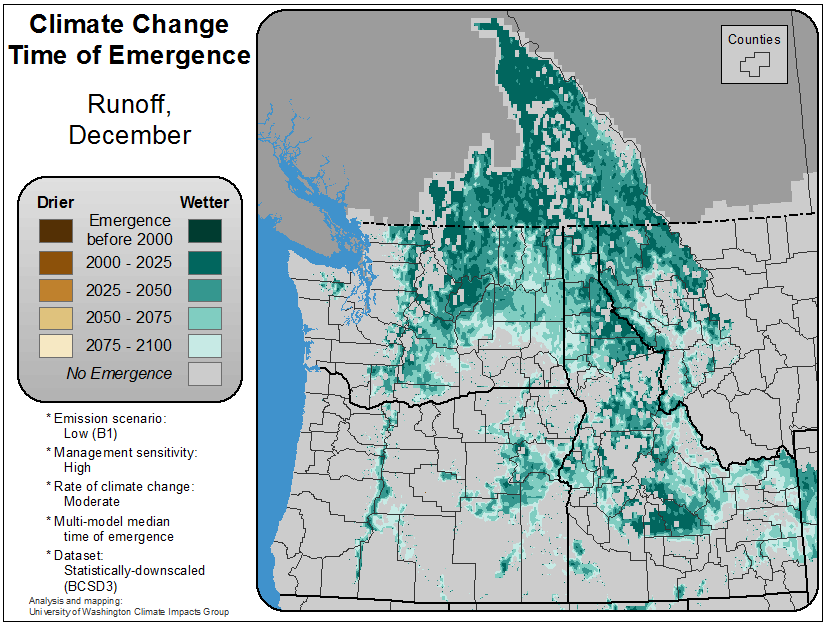 Climate Change
Time of Emergence
Runoff,
December
Counties
Drier
Wetter
Emergence
before 2000
2000 - 2025
2025 - 2050
2050 - 2075
2075 - 2100
No Emergence
* Emission scenario:
Low (B1)
* Management sensitivity:
High
* Rate of climate change:
Moderate
* Multi-model median
time of emergence
* Dataset:
Statistically-downscaled
(BCSD3)
Analysis and mapping:
University of Washington Climate Impacts Group